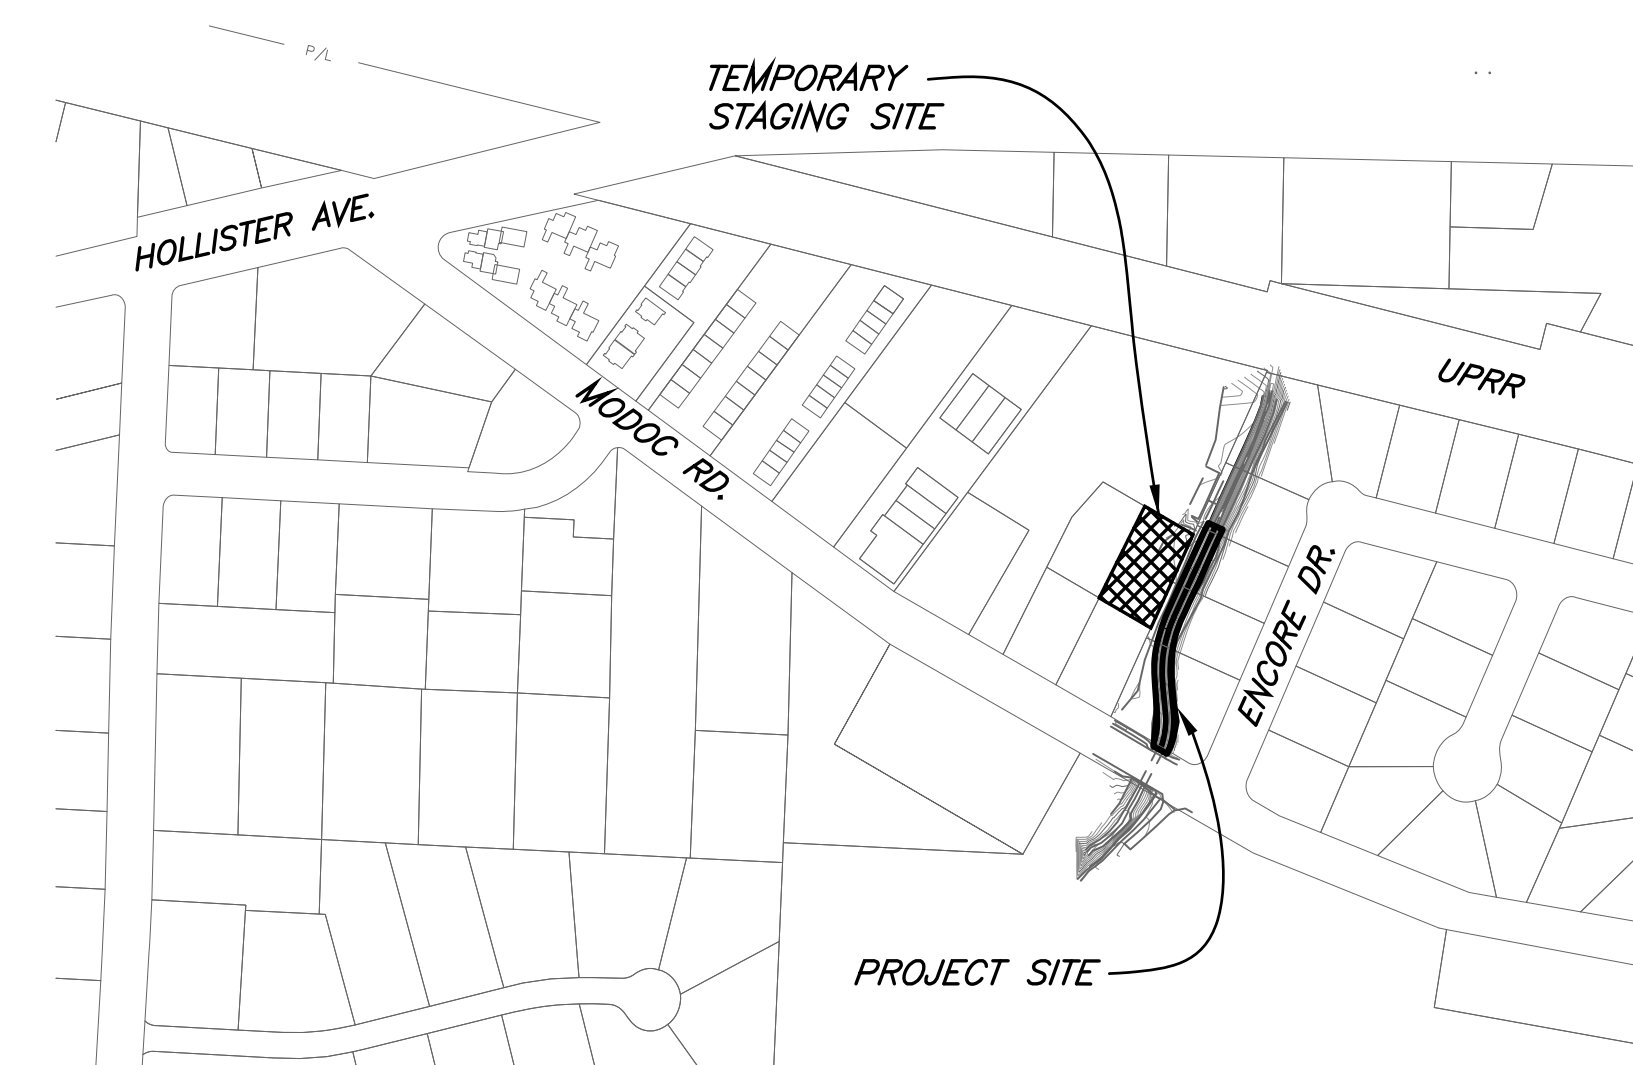 P/L
TEMPORARY
STAGING SITE
HOLLISTER AVE.
UPRR
MODOC RD.
ENCORE DR.
PROJECT SITE